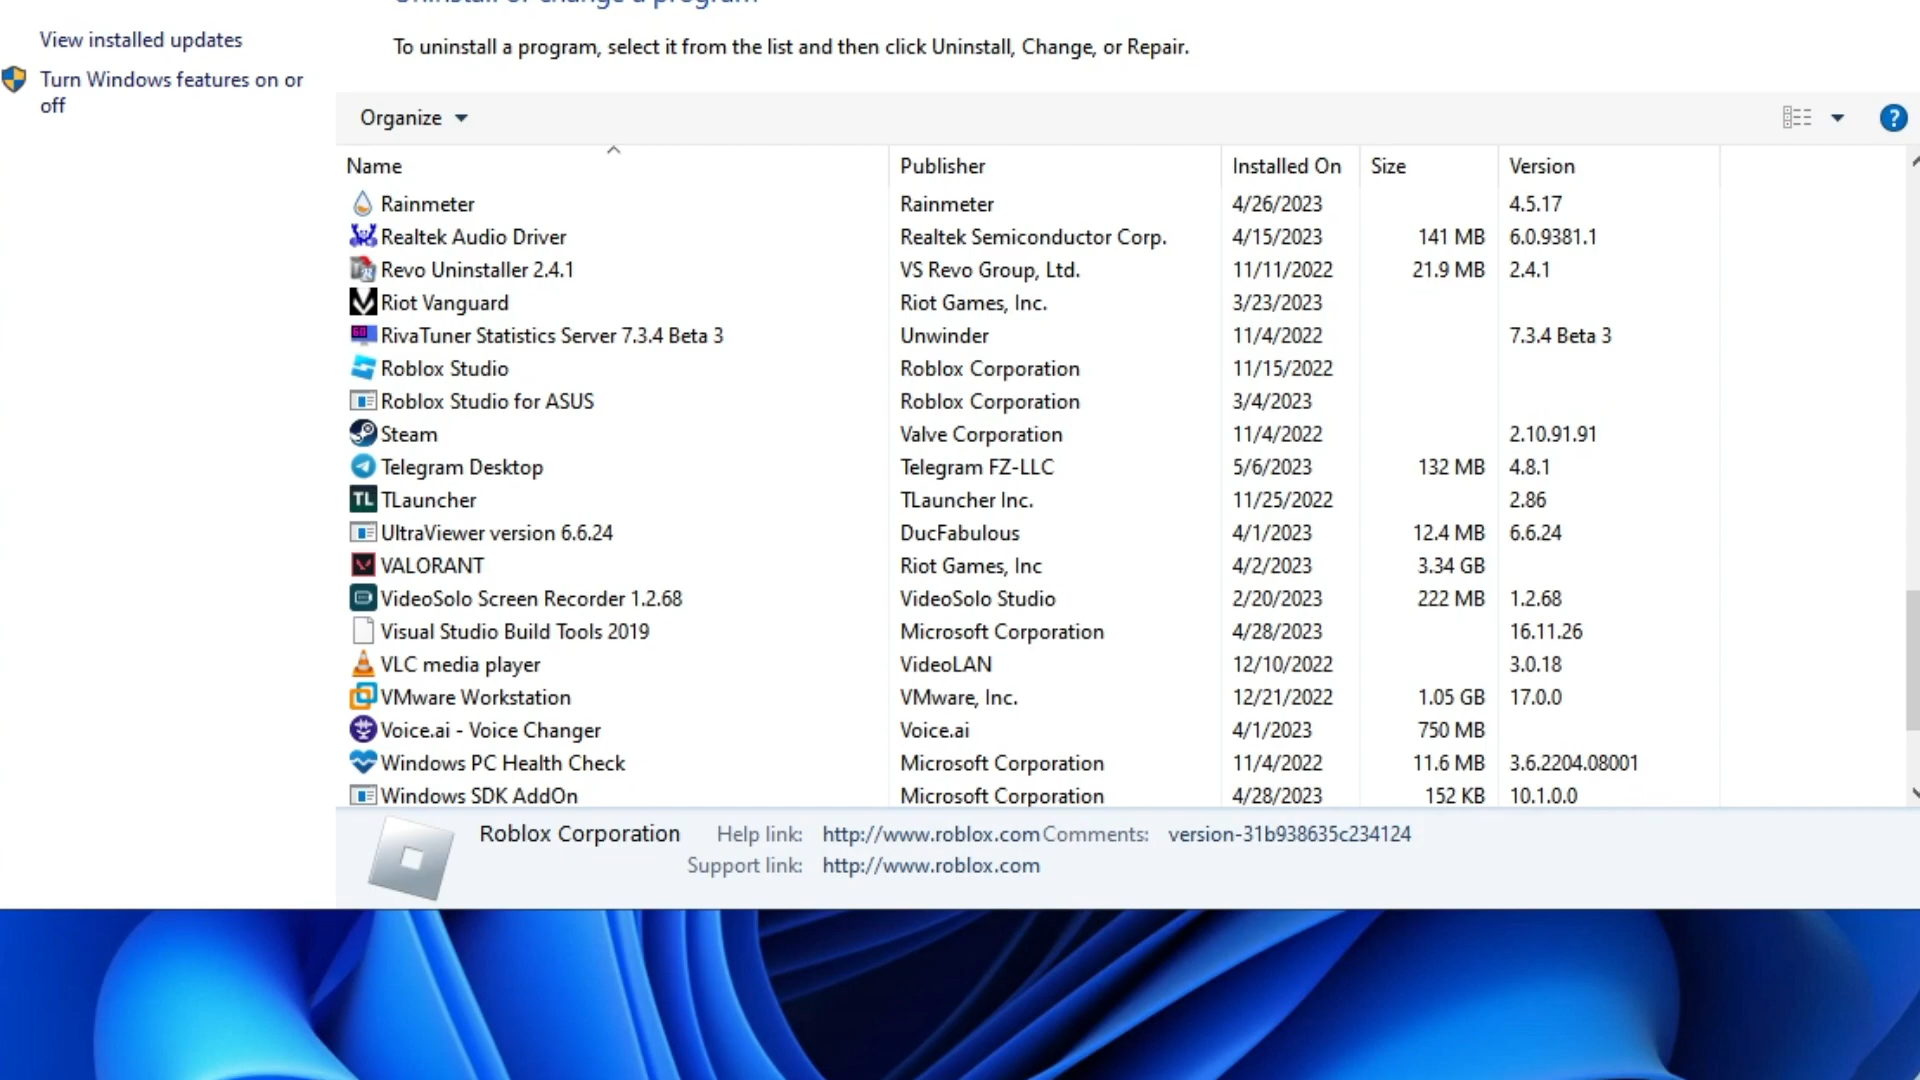 Uninstall or change a program
View installed updates
To uninstall a program, select it from the list and then click Uninstall, Change, or Repair.
Turn Windows features on or
off
Organize
?
Name Publisher Installed On Size Version
Rainmeter Rainmeter 4/26/2023 4.5.17
Realtek Audio Driver Realtek Semiconductor Corp. 4/15/2023 141 MB 6.0.9381.1
Revo Uninstaller 2.4.1 VS Revo Group, Ltd. 11/11/2022 21.9 MB 2.4.1
Riot Vanguard Riot Games, Inc. 3/23/2023
60 RivaTuner Statistics Server 7.3.4 Beta 3 Unwinder 11/4/2022 7.3.4 Beta 3
Roblox Studio Roblox Corporation 11/15/2022
Roblox Studio for ASUS Roblox Corporation 3/4/2023
Steam Valve Corporation 11/4/2022 2.10.91.91
Telegram Desktop Telegram FZ-LLC 5/6/2023 132 MB 4.8.1
TL TLauncher TLauncher Inc. 11/25/2022 2.86
UltraViewer version 6.6.24 DucFabulous 4/1/2023 12.4 MB 6.6.24
VALORANT Riot Games, Inc 4/2/2023 3.34 GB
VideoSolo Screen Recorder 1.2.68 VideoSolo Studio 2/20/2023 222 MB 1.2.68
Visual Studio Build Tools 2019 Microsoft Corporation 4/28/2023 16.11.26
VLC media player VideoLAN 12/10/2022 3.0.18
VMware Workstation VMware, Inc. 12/21/2022 1.05 GB 17.0.0
Voice.ai - Voice Changer Voice.ai 4/1/2023 750 MB
Windows PC Health Check Microsoft Corporation 11/4/2022 11.6 MB 3.6.2204.08001
Windows SDK AddOn Microsoft Corporation 4/28/2023 152 KB 10.1.0.0
Roblox Corporation Help link: http://www.roblox.com Comments: version-31b938635c234124
Support link: http://www.roblox.com